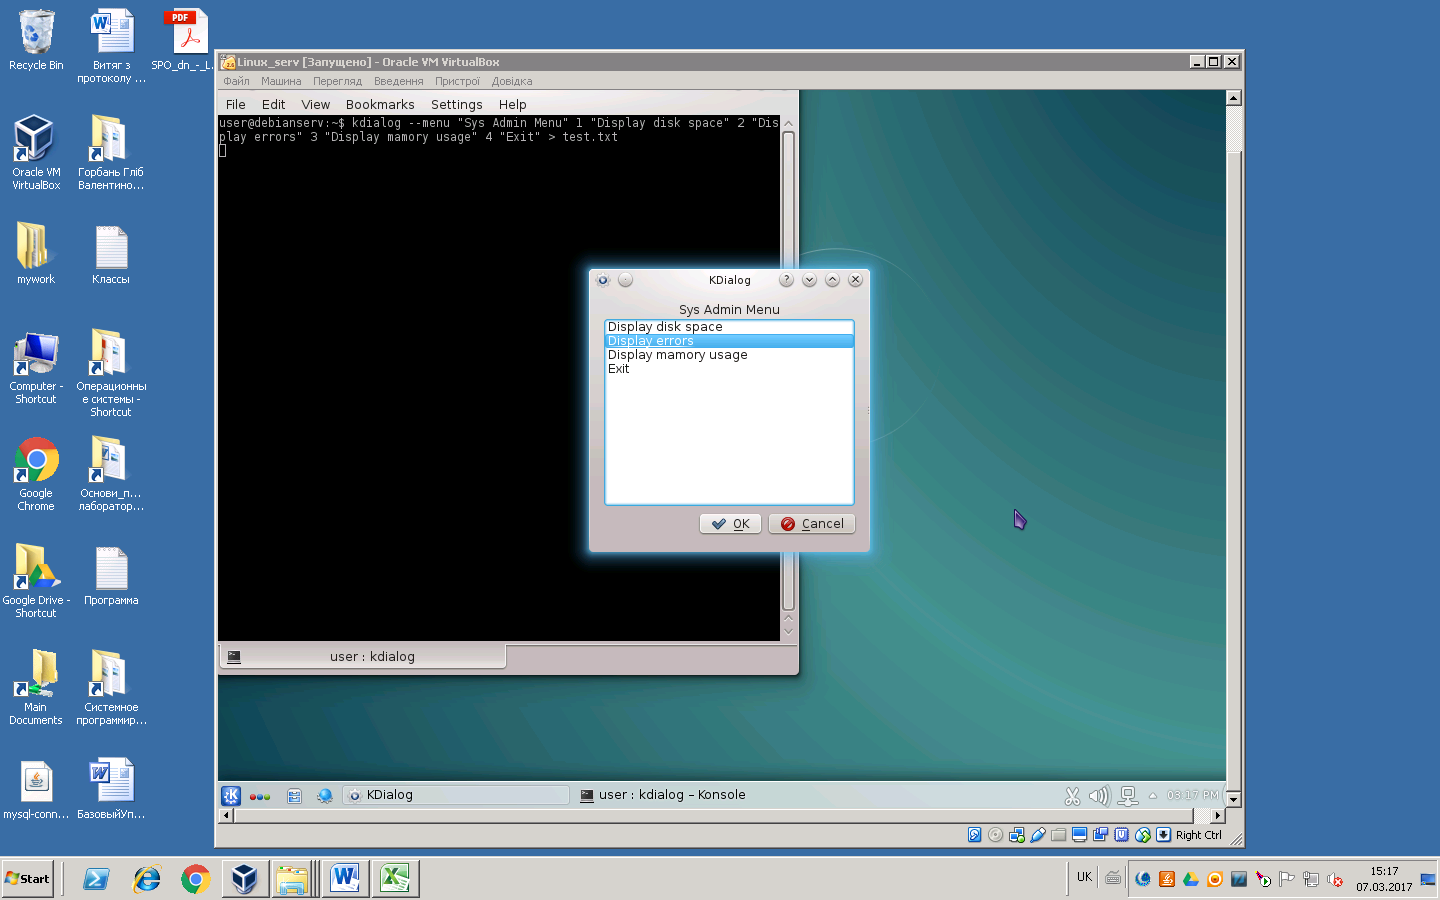 Recycle Bin
Витяг з
протоколу ...
PDF
SPO_dn_-_L...
Oracle VM
VirtualBox
Горбань Гліб
Валентино...
mywork
Классы
Computer -
Shortcut
Операционны
е системы -
Shortcut
Google
Chrome
Основи_п...
лаборатор...
Google Drive -
Shortcut
Программа
Main
Documents
Системное
программир...
mysql-conn...
БазовыйУп...
Linux_serv [Запущено] - Oracle VM VirtualBox
Файл Машина Перегляд Введення Пристрої Довідка
File Edit View Bookmarks Settings Help
user@debianserv:~$ kdialog --menu "Sys Admin Menu" 1 "Display disk space" 2 "Dis
play errors" 3 "Display mamory usage" 4 "Exit" > test.txt
KDialog
Sys Admin Menu
Display disk space
Display errors
Display mamory usage
Exit
OK
Cancel
user : kdialog
KDialog
user : kdialog – Konsole
03:17 PM
Right Ctrl
Start
UK
15:17
07.03.2017